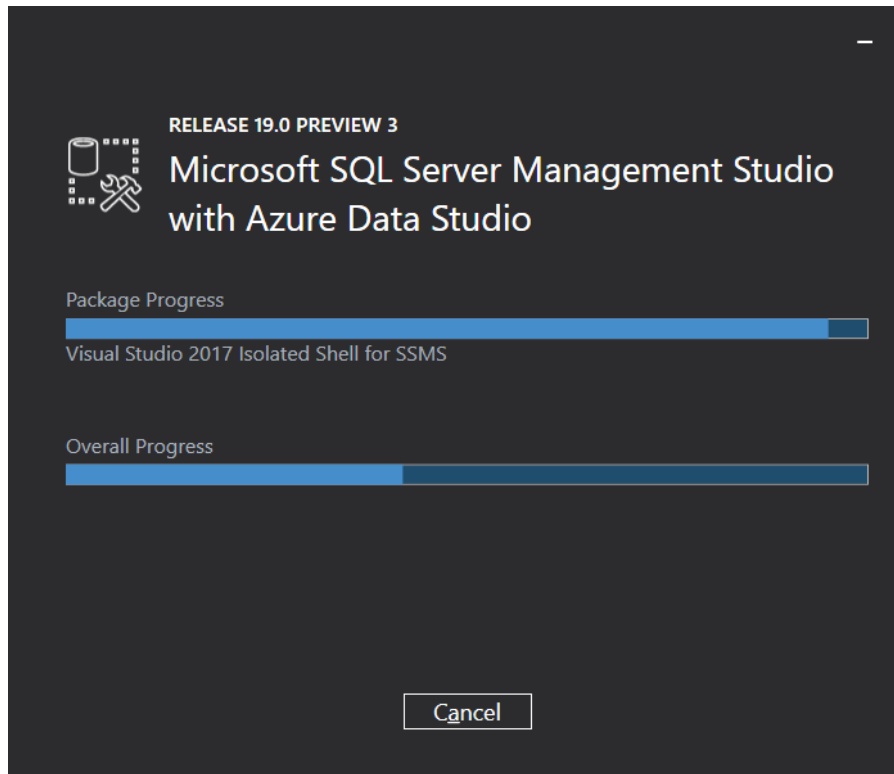 RELEASE 19.0 PREVIEW 3
Microsoft SQL Server Management Studio
with Azure Data Studio
Package Progress
Visual Studio 2017 Isolated Shell for SSMS
Overall Progress
Cancel